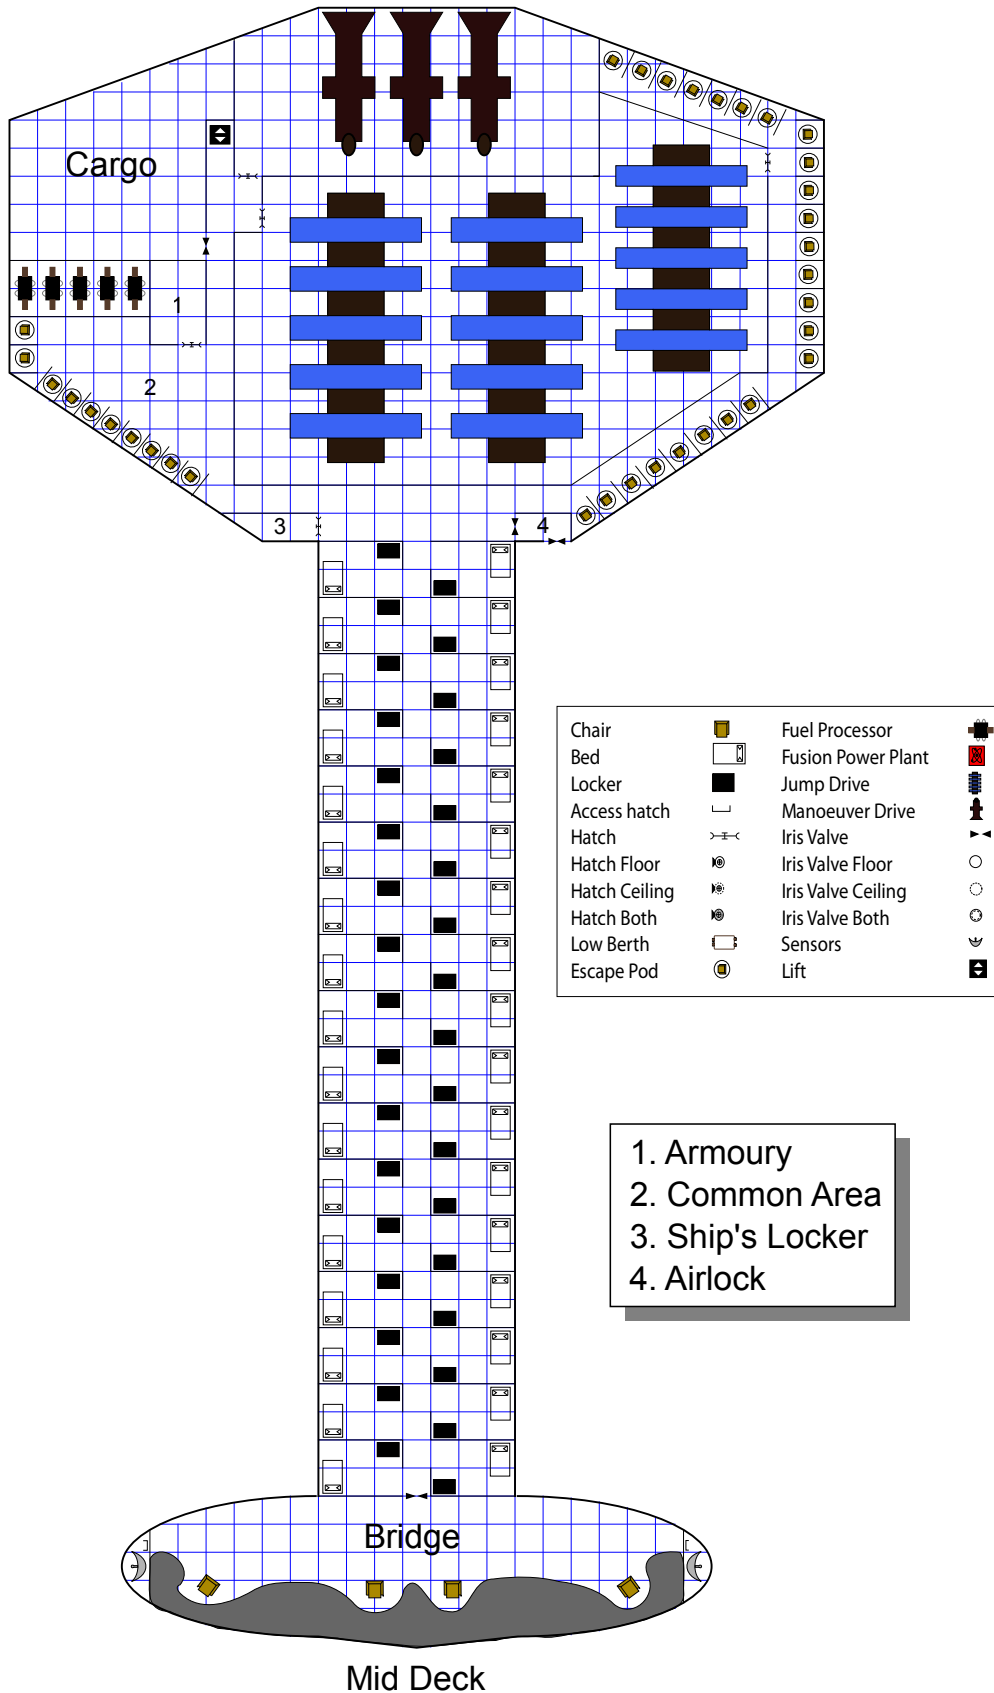 Cargo
1
2
3
4
Chair
Fuel Processor
Bed
Fusion Power Plant
Locker
Jump Drive
Access hatch
Manoeuver Drive
Hatch
Iris Valve
Hatch Floor
Iris Valve Floor
Hatch Ceiling
Iris Valve Ceiling
Hatch Both
Iris Valve Both
Low Berth
Sensors
Escape Pod
Lift
1. Armoury
2. Common Area
3. Ship's Locker
4. Airlock
Bridge
Mid Deck